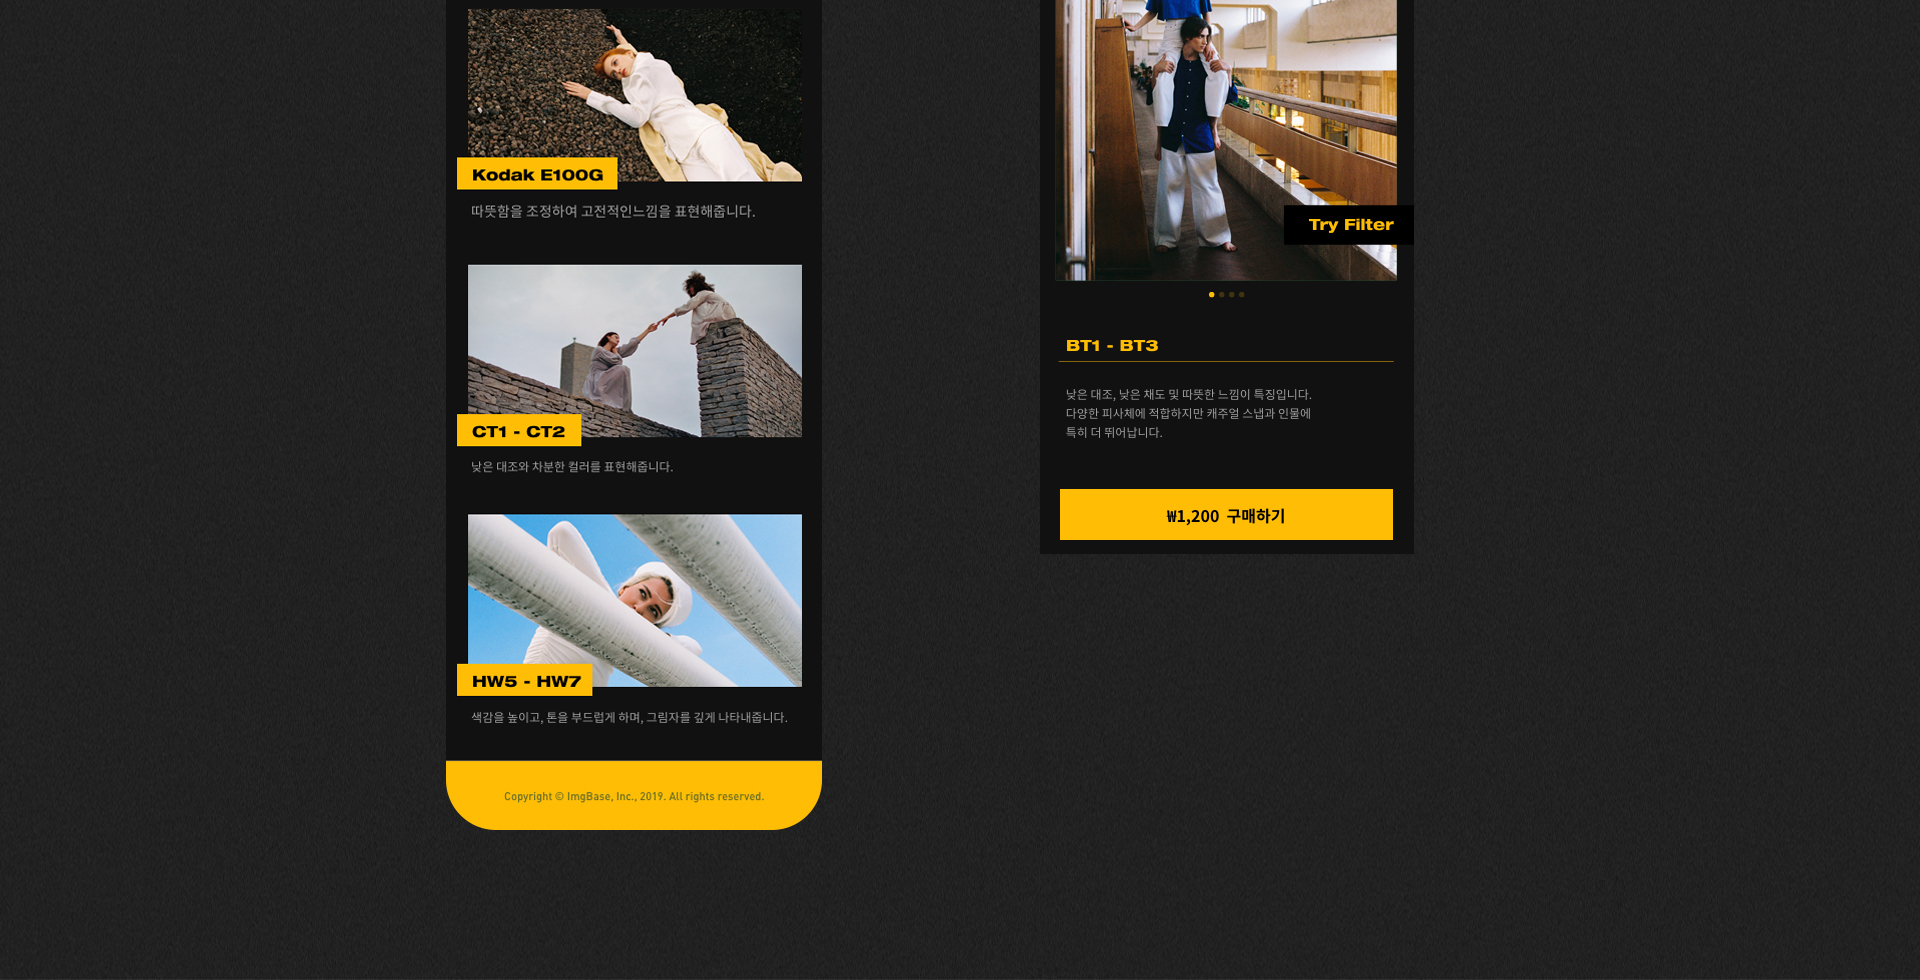 Kodak E100G
따뜻함을 조정하여 고전적인느낌을 표현해줍니다.
CT1 - CT2
낮은 대조와 차분한 컬러를 표현해줍니다.
HW5 - HW7
색감을 높이고, 톤을 부드럽게 하며, 그림자를 깊게 나타내줍니다.
Copyright © ImgBase, Inc., 2019. All rights reserved.
Try Filter
BT1 - BT3
낮은 대조, 낮은 채도 및 따뜻한 느낌이 특징입니다.
다양한 피사체에 적합하지만 캐주얼 스냅과 인물에
특히 더 뛰어납니다.
₩1,200 구매하기